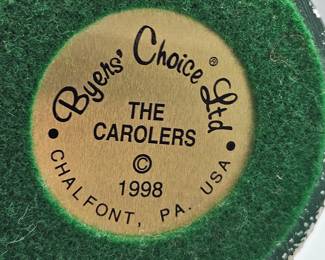 Byers' Choice® Ltd
THE
CAROLERS
©
1998
• CHALFONT, PA. USA •